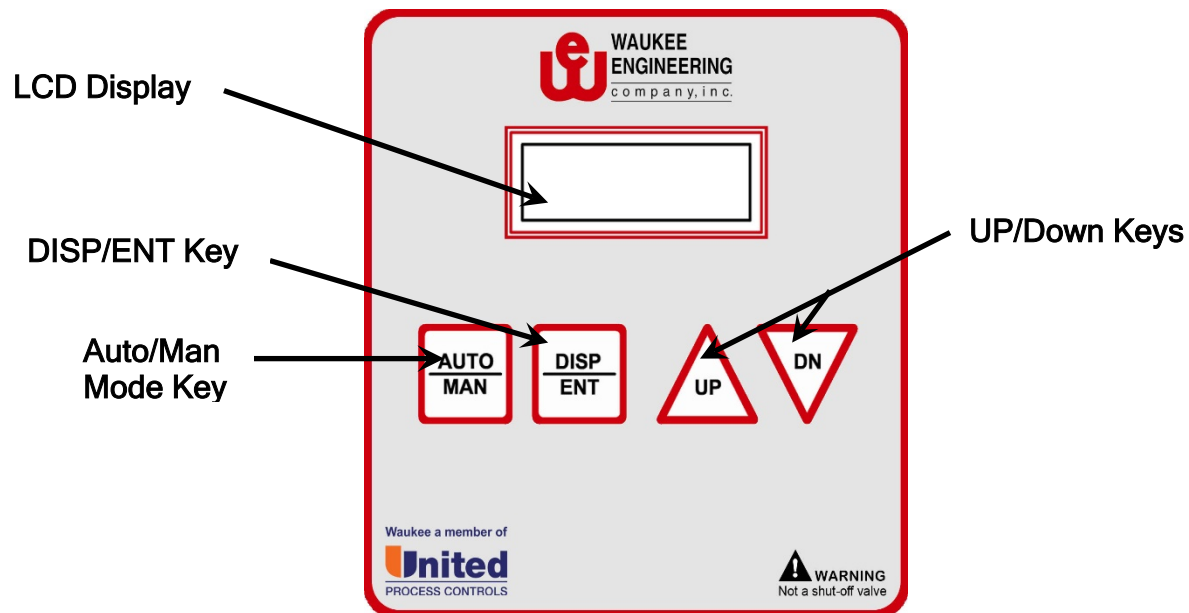 WAUKEE
ENGINEERING
company, inc.
LCD Display
UP/Down Keys
DISP/ENT Key
Auto/Man
Mode Key
AUTO
MAN
DISP
ENT
UP
DN
Waukee a member of
United
PROCESS CONTROLS
WARNING
Not a shut-off valve